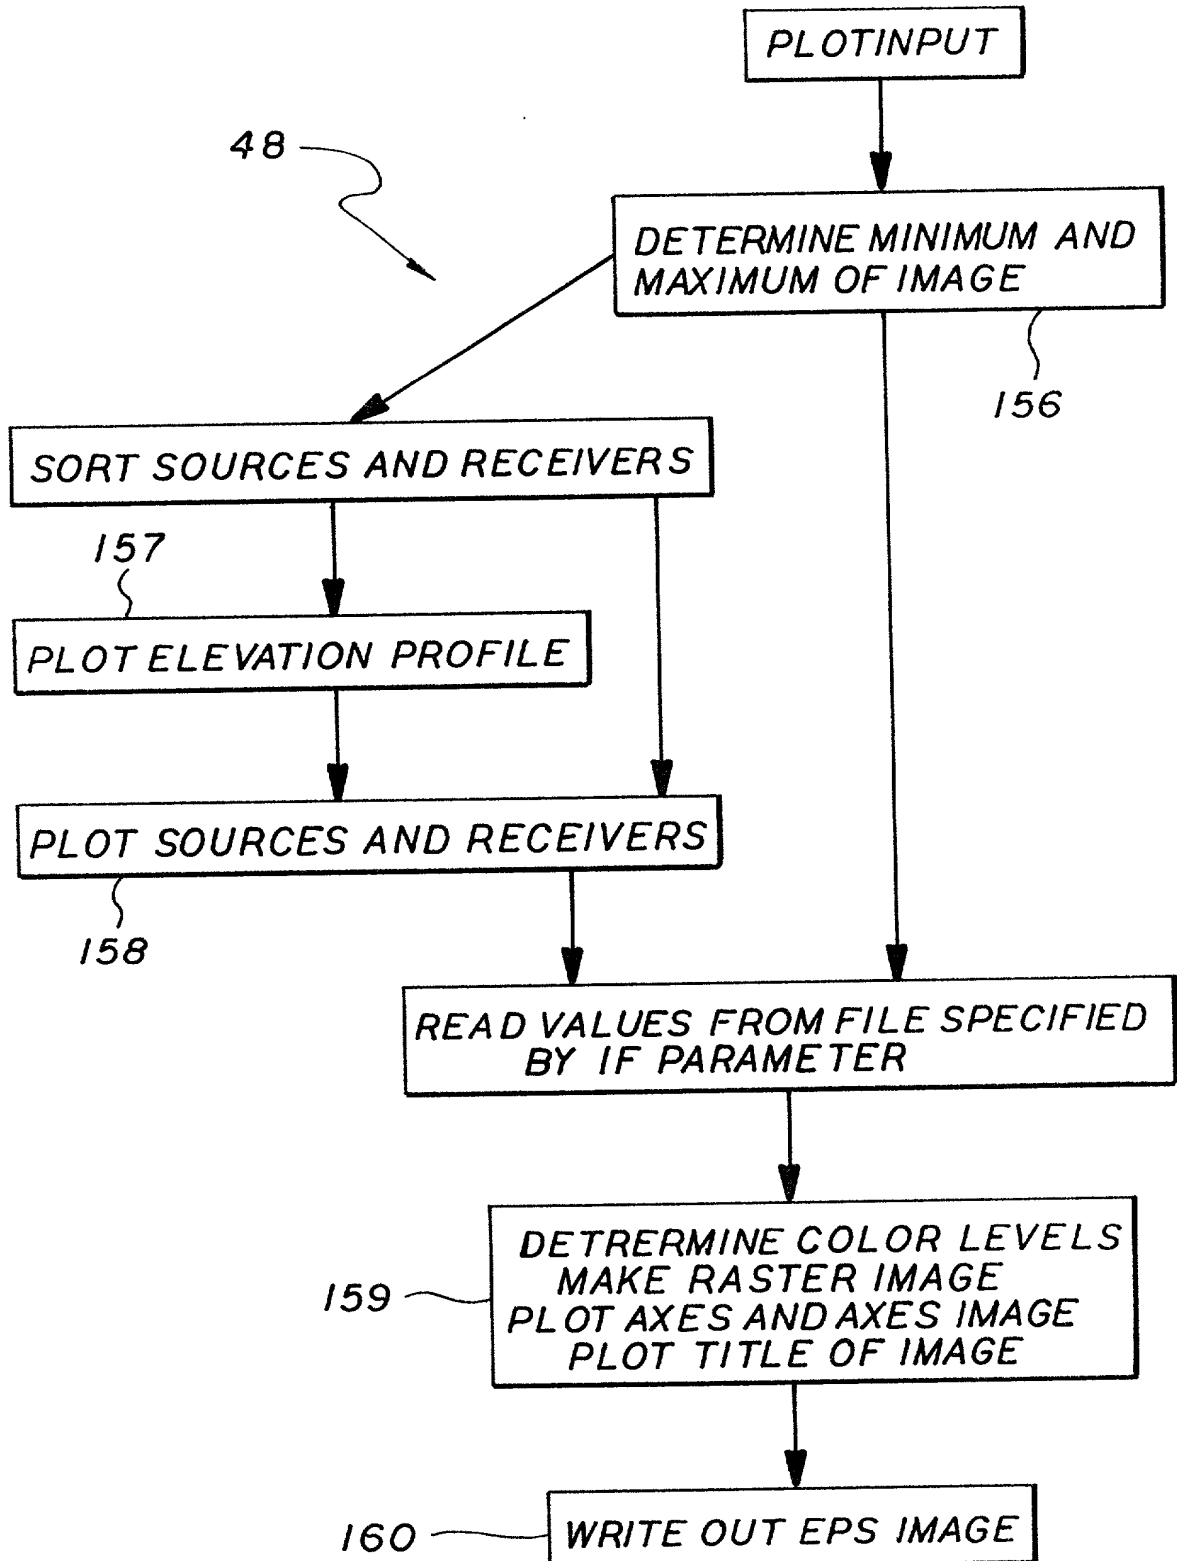 PLOTINPUT
48
DETERMINE MINIMUM AND
MAXIMUM OF IMAGE
156
SORT SOURCES AND RECEIVERS
157
PLOT ELEVATION PROFILE
PLOT SOURCES AND RECEIVERS
158
READ VALUES FROM FILE SPECIFIED
BY IF PARAMETER
DETRERMINE COLOR LEVELS
MAKE RASTER IMAGE
159
PLOT AXES AND AXES IMAGE
PLOT TITLE OF IMAGE
160
WRITE OUT EPS IMAGE